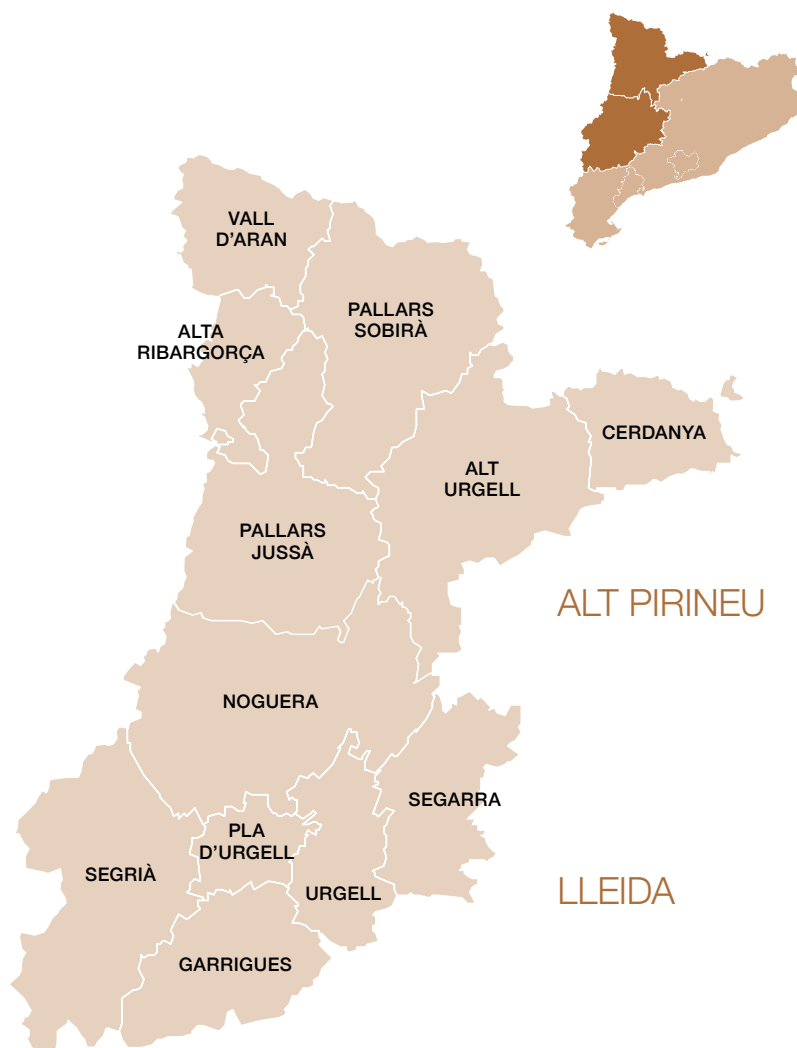 VALL
D'ARAN
PALLARS
SOBIRÀ
ALTA
RIBARGORÇA
CERDANYA
ALT
URGELL
PALLARS
JUSSÀ
ALT PIRINEU
NOGUERA
SEGARRA
PLA
D'URGELL
SEGRIÀ
URGELL
LLEIDA
GARRIGUES